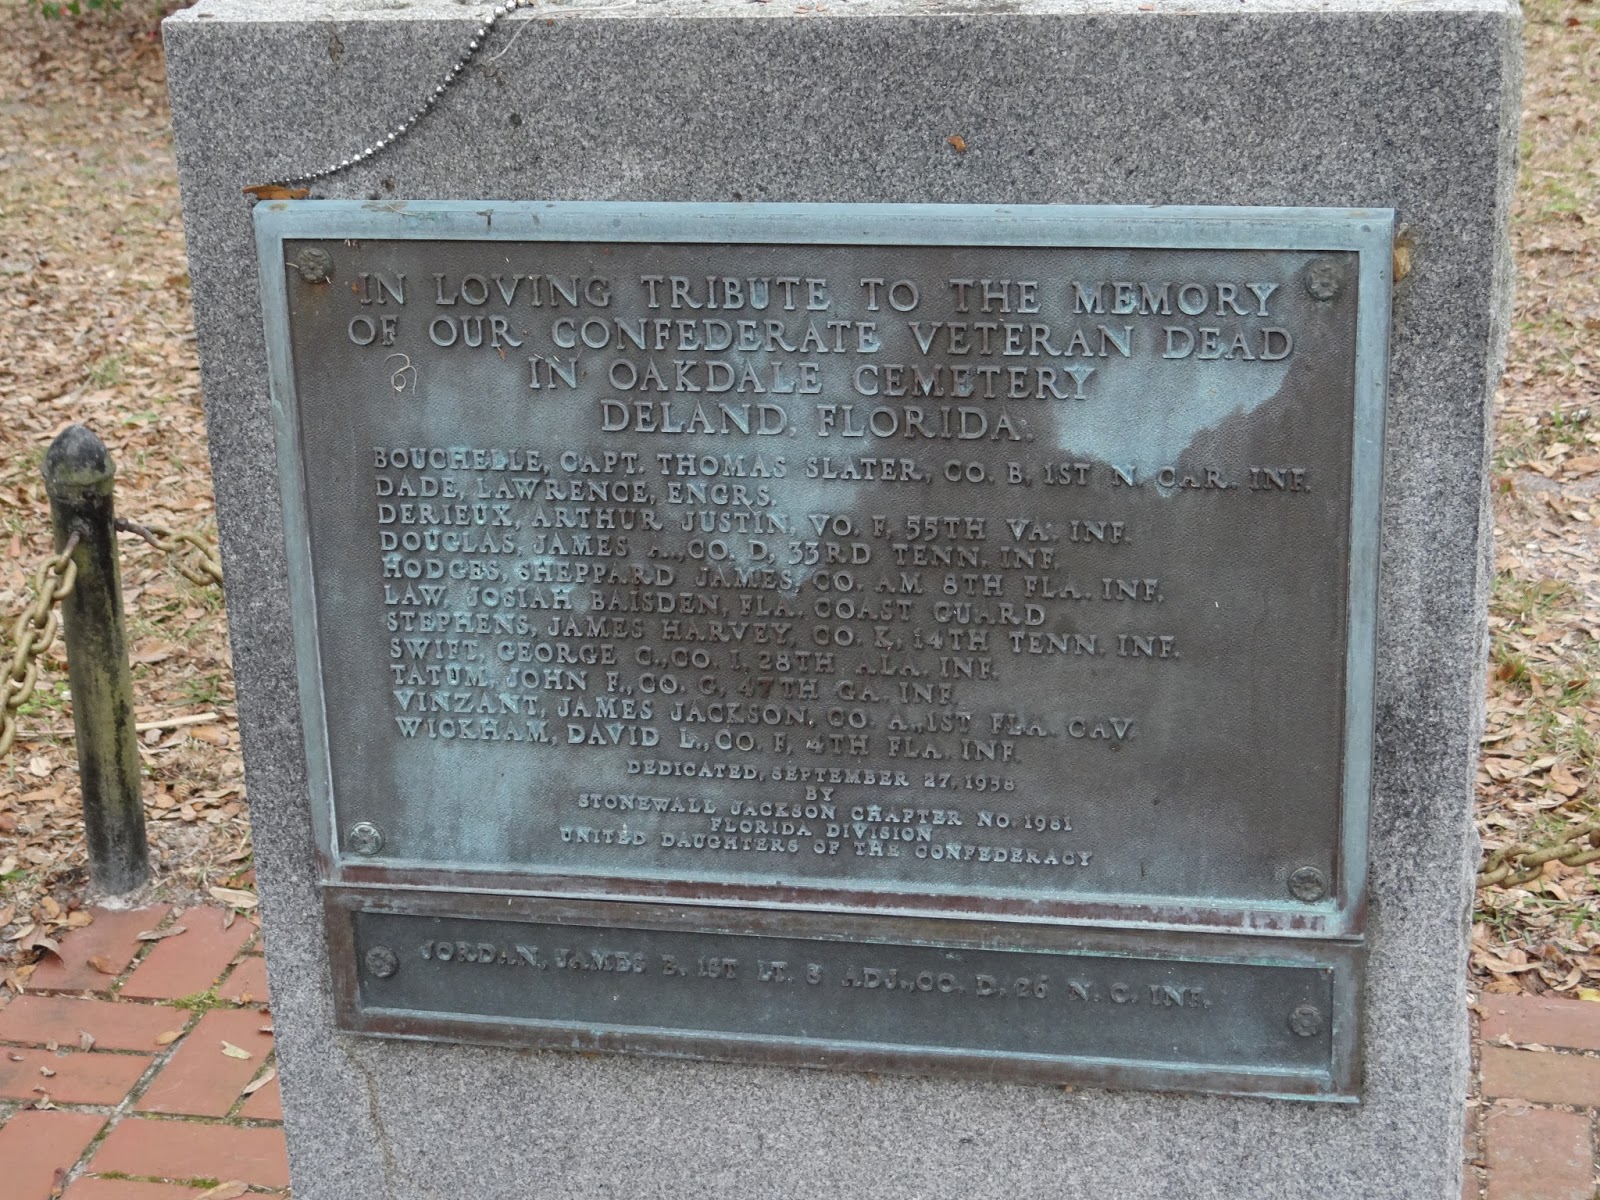 IN LOVING TRIBUTE TO THE MEMORY
OF OUR CONFEDERATE VETERAN DEAD
IN OAKDALE CEMETERY
DELAND, FLORIDA.
BOUCHELLE, CAPT. THOMAS SLATER, CO. B, 1ST N. CAR. INF.
DADE, LAWRENCE, ENGRS.
DERIEUX, ARTHUR JUSTIN, VO. F, 55TH VA. INF.
DOUGLAS, JAMES A., CO. D, 33RD TENN. INF.
HODGES, SHEPPARD JAMES, CO. AM 8TH FLA. INF.
LAW, JOSIAH BAISDEN, FLA. COAST GUARD
STEPHENS, JAMES HARVEY, CO. K, 14TH TENN. INF.
SWIFT, GEORGE C., CO. I, 28TH ALA. INF.
TATUM, JOHN F., CO. G, 47TH GA. INF.
VINZANT, JAMES JACKSON, CO. A., 1ST FLA. CAV.
WICKHAM, DAVID L., CO. F, 4TH FLA. INF.
DEDICATED, SEPTEMBER 27, 1958
BY
STONEWALL JACKSON CHAPTER NO. 1981
FLORIDA DIVISION
UNITED DAUGHTERS OF THE CONFEDERACY
JORDAN, JAMES B. 1ST LT. & ADJ., CO. D, 26 N. C. INF.